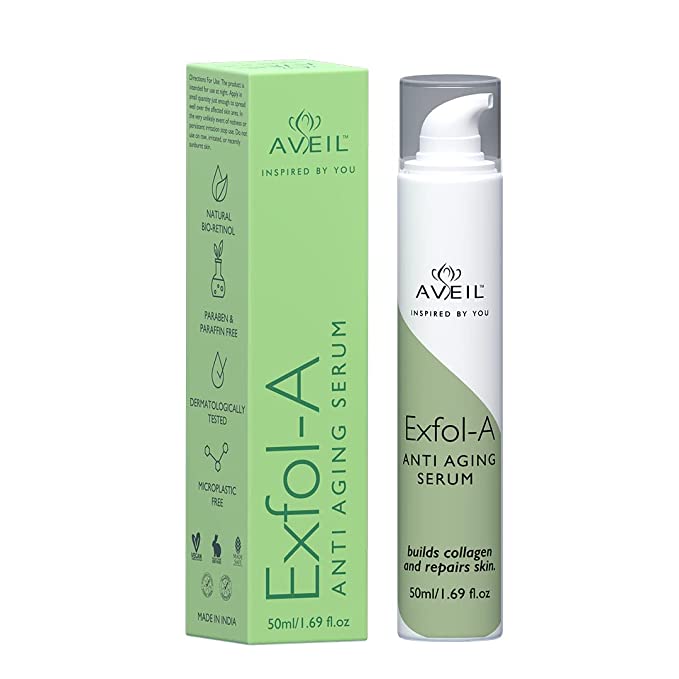 Directions For Use: The product is
intended for use at night. Apply in
small quantity just enough to spread
well over the affected skin area. In
the very unlikely even of redness or
persistent irritation stop use. Do not
use on raw, irritated, or recently
sunburnt skin.
NATURAL
BIO-RETINOL
PARABEN &
PARAFFIN FREE
DERMATOLOGICALLY
TESTED
MICROPLASTIC
FREE
VEGAN
MADE IN INDIA
AVEIL™
INSPIRED BY YOU
Exfol-A
ANTI AGING SERUM
50ml/1.69 fl.oz
AVEIL™
INSPIRED BY YOU
Exfol-A
ANTI AGING
SERUM
builds collagen
and repairs skin.
50ml/1.69 fl.oz